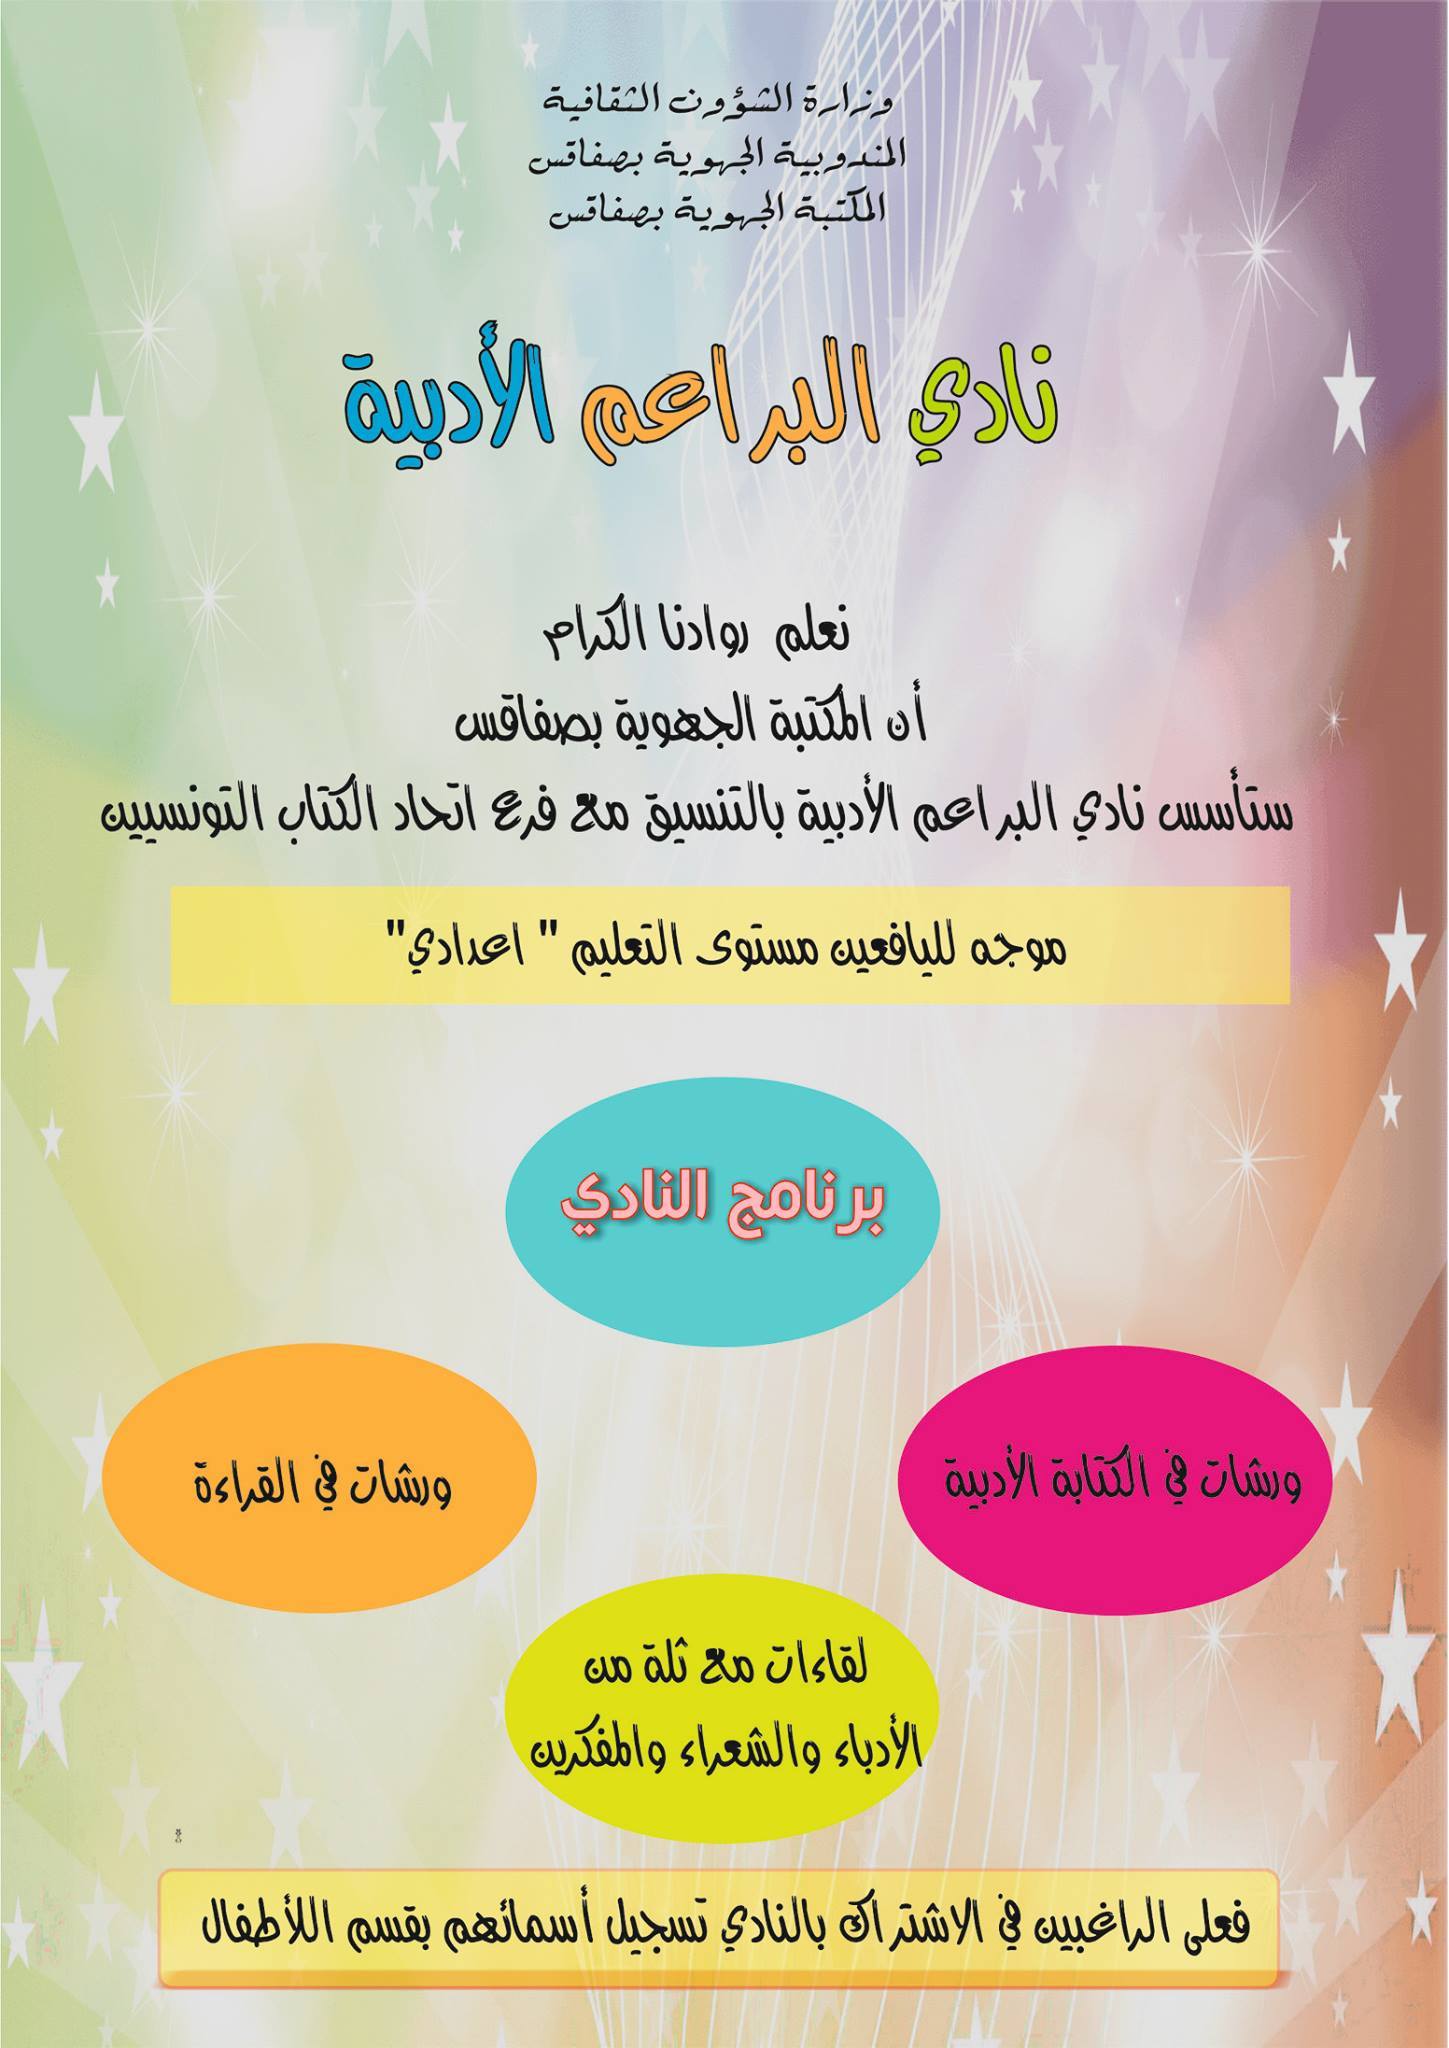 وزارة الشؤون الثقافية
المندوبية الجهوية بصفاقس
المكتبة الجهوية بصفاقس
نادي البراعم الأدبية
نعلم روادنا الكرام
أن المكتبة الجهوية بصفاقس
ستأسس نادي البراعم الأدبية بالتنسيق مع فرع اتحاد الكتاب التونسيين
موجه لليافعين مستوى التعليم " اعدادي"
برنامج النادي
ورشات في الكتابة الأدبية
ورشات في القراءة
لقاءات مع ثلة من
الأدباء والشعراء والمفكرين
فعلى الراغبين في الاشتراك بالنادي تسجيل أسمائهم بقسم اللأطفال